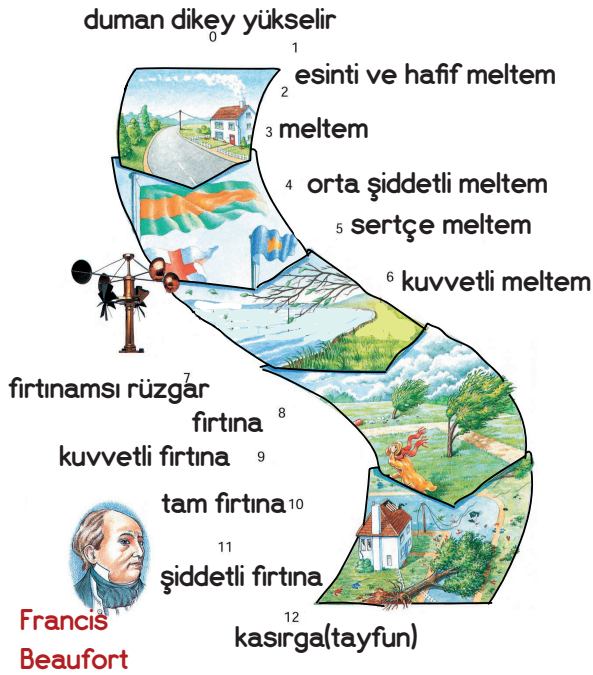 duman dikey yükselir
0
1
esinti ve hafif meltem
2
3 meltem
4 orta şiddetli meltem
5 sertçe meltem
6 kuvvetli meltem
7
fırtınamsı rüzgar
fırtına 8
kuvvetli fırtına 9
tam fırtına 10
11
şiddetli fırtına
12
kasırga(tayfun)
Francis
Beaufort